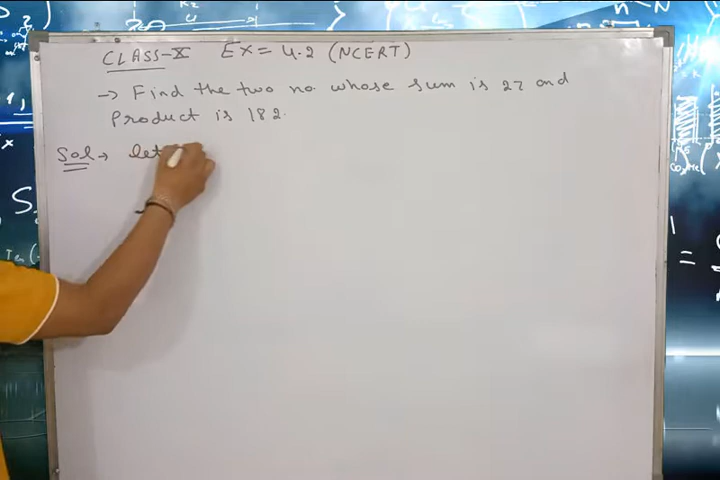 CLASS-X Ex= 4.2 (NCERT)
→ Find the two no. whose sum is 27 and
Product is 182.
Sol→ let